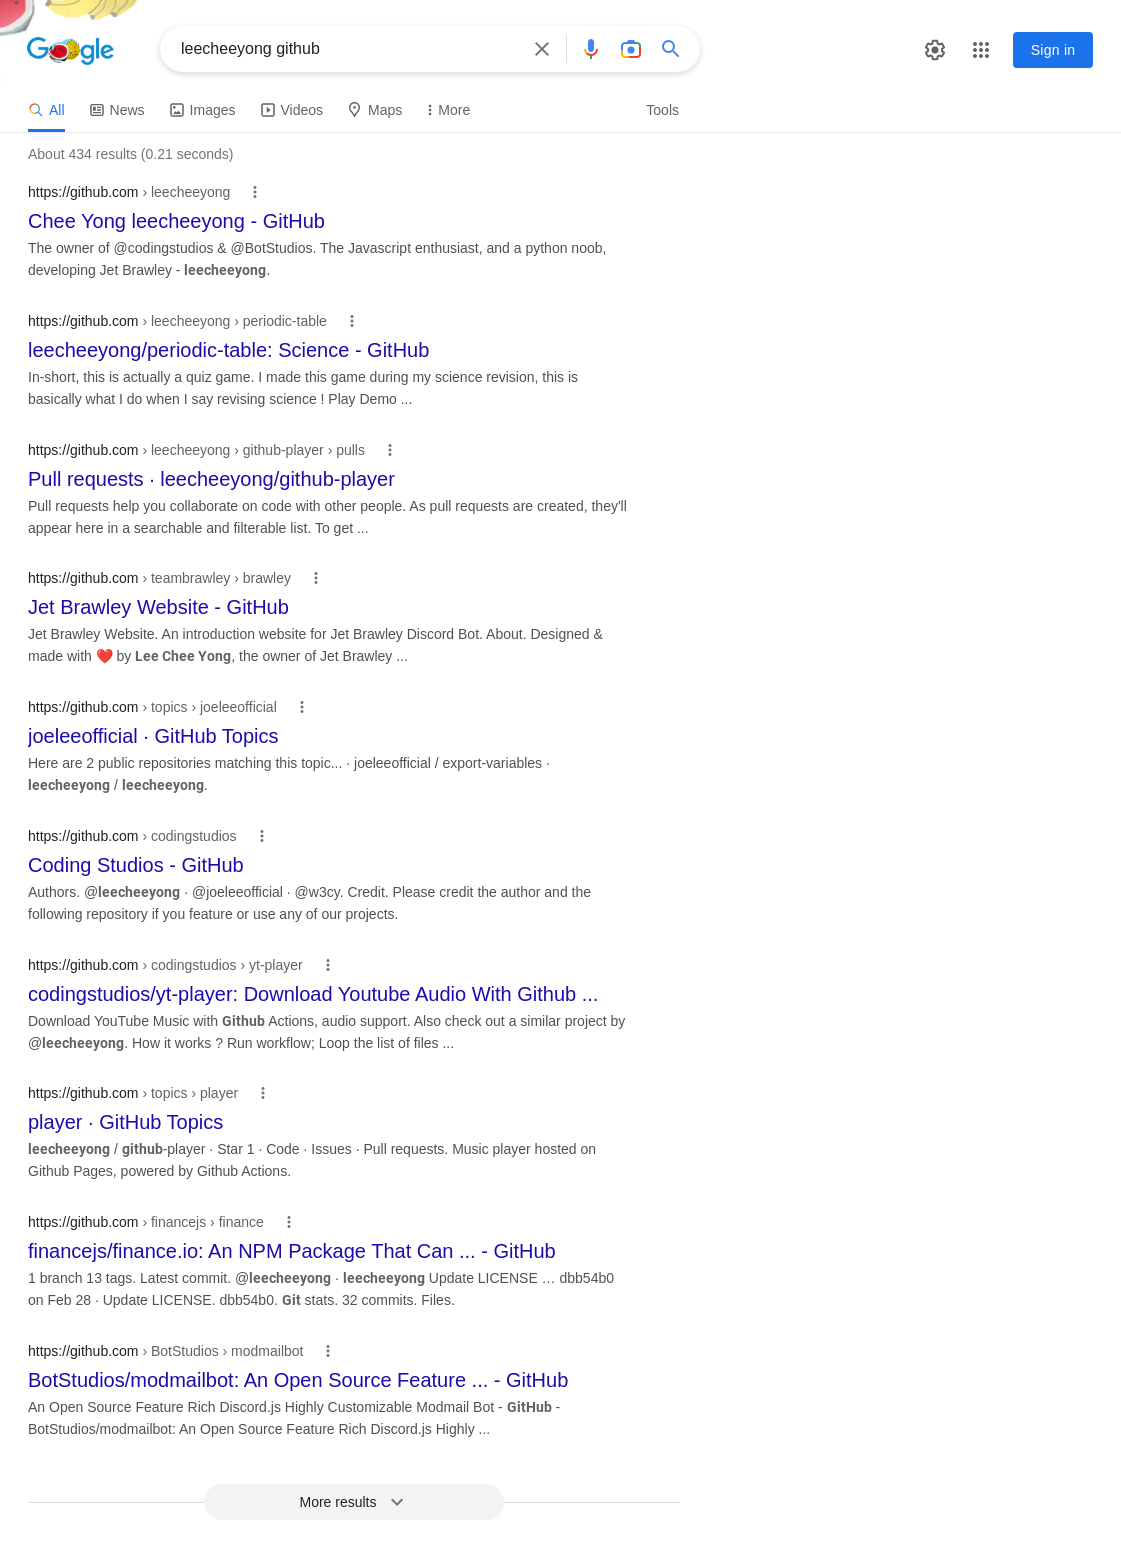 Google
leecheeyong github
Sign in
All News Images Videos Maps More Tools
About 434 results (0.21 seconds)
https://github.com › leecheeyong
Chee Yong leecheeyong - GitHub
The owner of @codingstudios & @BotStudios. The Javascript enthusiast, and a python noob,
developing Jet Brawley - leecheeyong.
https://github.com › leecheeyong › periodic-table
leecheeyong/periodic-table: Science - GitHub
In-short, this is actually a quiz game. I made this game during my science revision, this is
basically what I do when I say revising science ! Play Demo ...
https://github.com › leecheeyong › github-player › pulls
Pull requests · leecheeyong/github-player
Pull requests help you collaborate on code with other people. As pull requests are created, they'll
appear here in a searchable and filterable list. To get ...
https://github.com › teambrawley › brawley
Jet Brawley Website - GitHub
Jet Brawley Website. An introduction website for Jet Brawley Discord Bot. About. Designed &
made with ❤️ by Lee Chee Yong, the owner of Jet Brawley ...
https://github.com › topics › joeleeofficial
joeleeofficial · GitHub Topics
Here are 2 public repositories matching this topic... · joeleeofficial / export-variables ·
leecheeyong / leecheeyong.
https://github.com › codingstudios
Coding Studios - GitHub
Authors. @leecheeyong · @joeleeofficial · @w3cy. Credit. Please credit the author and the
following repository if you feature or use any of our projects.
https://github.com › codingstudios › yt-player
codingstudios/yt-player: Download Youtube Audio With Github ...
Download YouTube Music with Github Actions, audio support. Also check out a similar project by
@leecheeyong. How it works ? Run workflow; Loop the list of files ...
https://github.com › topics › player
player · GitHub Topics
leecheeyong / github-player · Star 1 · Code · Issues · Pull requests. Music player hosted on
Github Pages, powered by Github Actions.
https://github.com › financejs › finance
financejs/finance.io: An NPM Package That Can ... - GitHub
1 branch 13 tags. Latest commit. @leecheeyong · leecheeyong Update LICENSE … dbb54b0
on Feb 28 · Update LICENSE. dbb54b0. Git stats. 32 commits. Files.
https://github.com › BotStudios › modmailbot
BotStudios/modmailbot: An Open Source Feature ... - GitHub
An Open Source Feature Rich Discord.js Highly Customizable Modmail Bot - GitHub -
BotStudios/modmailbot: An Open Source Feature Rich Discord.js Highly ...
More results